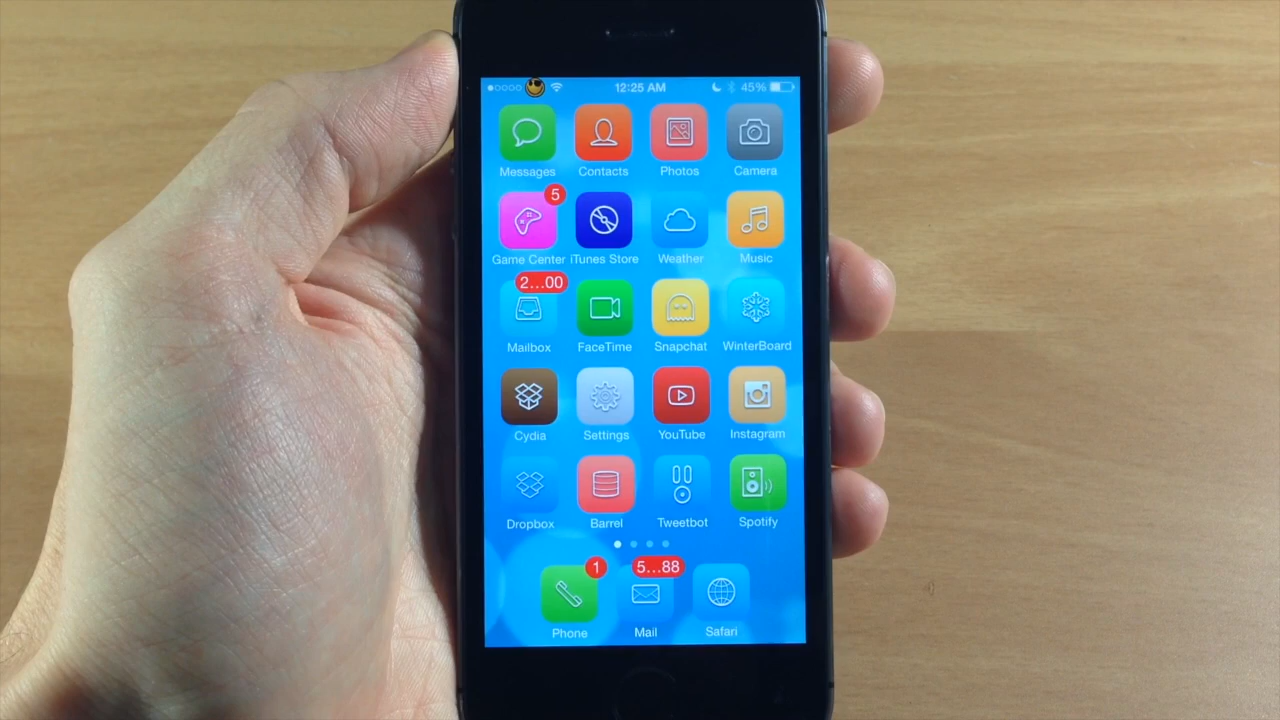 12:25 AM 45%
Messages Contacts Photos Camera
5
Game Center iTunes Store Weather Music
2...00
Mailbox FaceTime Snapchat WinterBoard
Cydia Settings YouTube Instagram
Dropbox Barrel Tweetbot Spotify
1 5...88
Phone Mail Safari